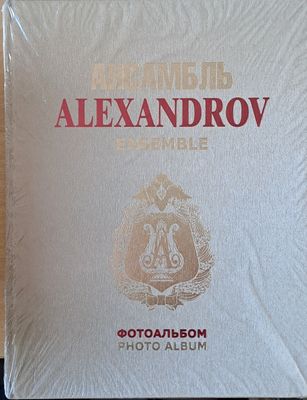 АНСАМБЛЬ
ALEXANDROV
ENSEMBLE
ФОТОАЛЬБОМ
PHOTO ALBUM